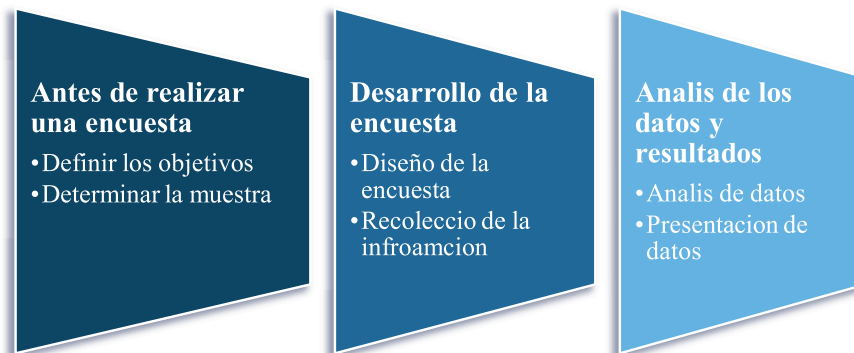 Antes de realizar
una encuesta
•Definir los objetivos
•Determinar la muestra
Desarrollo de la
encuesta
•Diseño de la
encuesta
•Recoleccio de la
infroamcion
Analis de los
datos y
resultados
•Analis de datos
•Presentacion de
datos